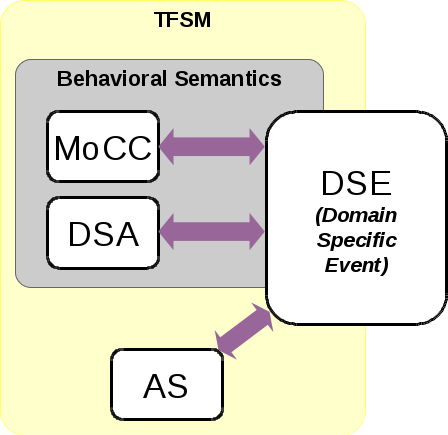 TFSM
Behavioral Semantics
MoCC
DSA
DSE
(Domain
Specific
Event)
AS